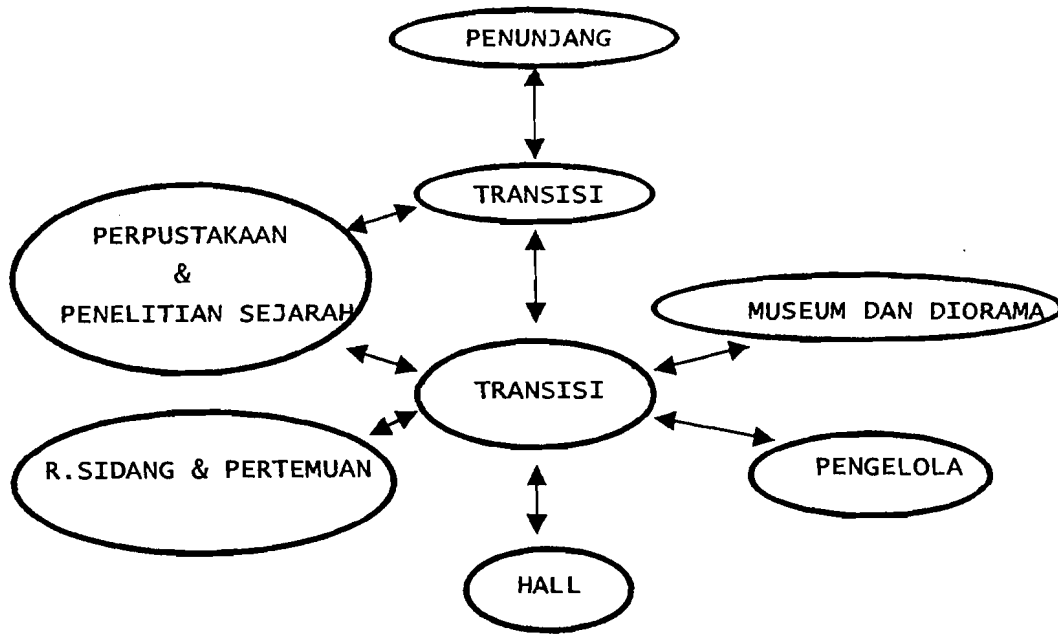 PENUNJANG
TRANSISI
PERPUSTAKAAN
&
PENELITIAN SEJARAH
MUSEUM DAN DIORAMA
TRANSISI
R.SIDANG & PERTEMUAN
PENGELOLA
HALL